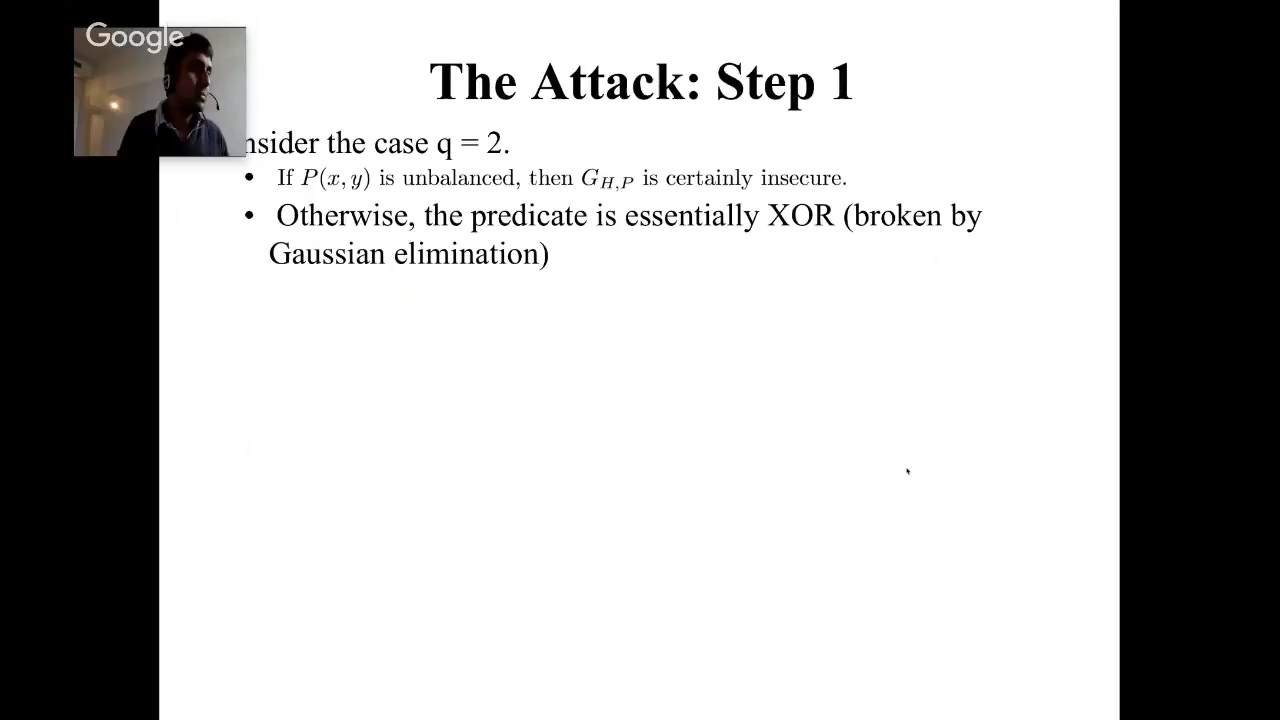 Google
The Attack: Step 1
nsider the case q = 2.
• If P(x, y) is unbalanced, then G_{H,P} is certainly insecure.
• Otherwise, the predicate is essentially XOR (broken by
Gaussian elimination)